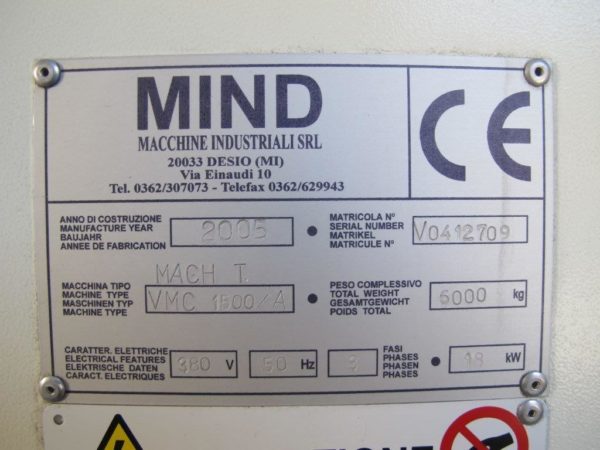 MIND
MACCHINE INDUSTRIALI SRL
20033 DESIO (MI)
Via Einaudi 10
Tel. 0362/307073 - Telefax 0362/629943
CE
ANNO DI COSTRUZIONE
MANUFACTURE YEAR
BAUJAHR
ANNEE DE FABRICATION
2005
MATRICOLA Nº
SERIAL NUMBER
MATRIKEL
MATRICULE Nº
V0412709
MACCHINA TIPO
MACHINE TYPE
MASCHINEN TYP
MACHINE TYPE
MACH T.
VMC 1500/A
PESO COMPLESSIVO
TOTAL WEIGHT
GESAMTGEWICHT
POIDS TOTAL
6000 kg
CARATTER. ELETTRICHE
ELECTRICAL FEATURES
ELEKTRISCHE DATEN
CARACT. ELECTRIQUES
380 V
50 Hz
3
FASI
PHASES
PHASEN
PHASES
18 kW